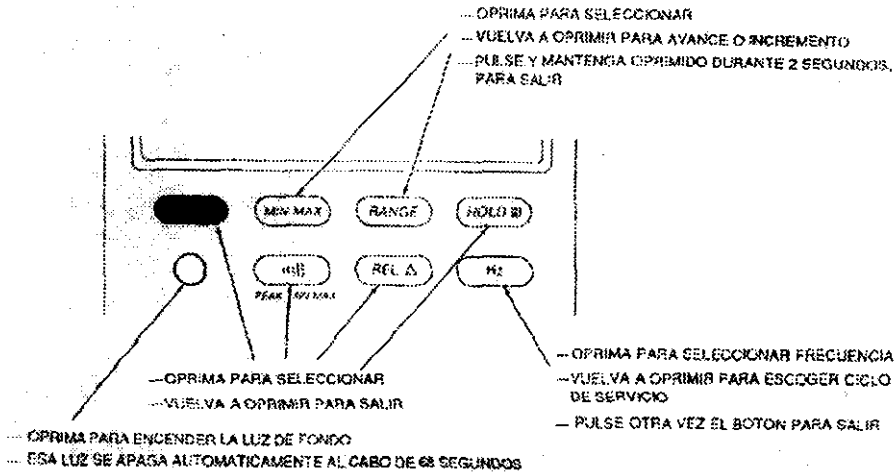 — OPRIMA PARA SELECCIONAR
— VUELVA A OPRIMIR PARA AVANCE O INCREMENTO
— PULSE Y MANTENGA OPRIMIDO DURANTE 2 SEGUNDOS,
PARA SALIR
MIN MAX
RANGE
HOLD
REL Δ
Hz
PEAK MIN MAX
— OPRIMA PARA SELECCIONAR
— VUELVA A OPRIMIR PARA SALIR
— OPRIMA PARA SELECCIONAR FRECUENCIA
— VUELVA A OPRIMIR PARA ESCOGER CICLO
DE SERVICIO
— PULSE OTRA VEZ EL BOTON PARA SALIR
— OPRIMA PARA ENCENDER LA LUZ DE FONDO
— ESA LUZ SE APAGA AUTOMATICAMENTE AL CABO DE 68 SEGUNDOS